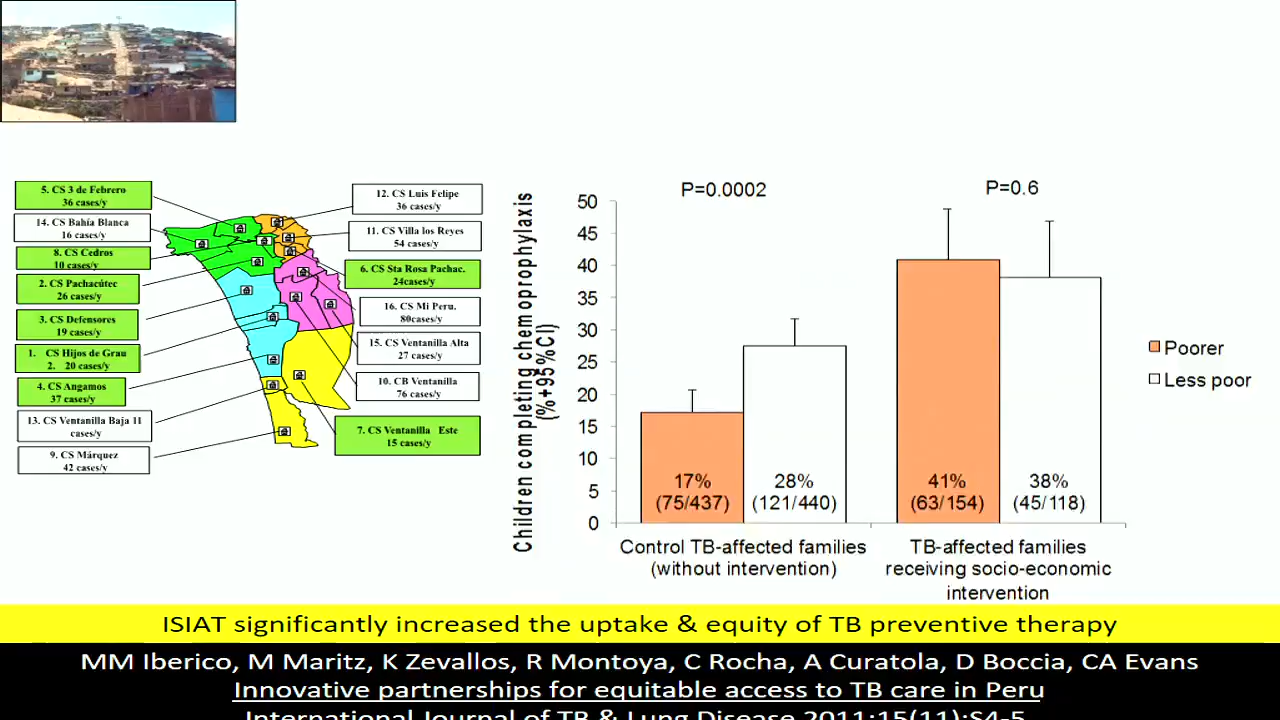 5. CS 3 de Febrero
36 cases/y
14. CS Bahía Blanca
16 cases/y
8. CS Cedros
10 cases/y
2. CS Pachacútec
26 cases/y
3. CS Defensores
19 cases/y
1. CS Hijos de Grau
2. 20 cases/y
4. CS Angamos
37 cases/y
13. CS Ventanilla Baja 11
cases/y
9. CS Márquez
42 cases/y
12. CS Luis Felipe
36 cases/y
11. CS Villa los Reyes
54 cases/y
6. CS Sta Rosa Pachac.
24cases/y
16. CS Mi Peru.
80cases/y
15. CS Ventanilla Alta
27 cases/y
10. CB Ventanilla
76 cases/y
7. CS Ventanilla Este
15 cases/y
Children completing chemoprophylaxis
(%+95%CI)
P=0.0002
P=0.6
50
45
40
35
30
25
20
15
10
5
0
17%
(75/437)
28%
(121/440)
41%
(63/154)
38%
(45/118)
Control TB-affected families
(without intervention)
TB-affected families
receiving socio-economic
intervention
Poorer
Less poor
ISIAT significantly increased the uptake & equity of TB preventive therapy
MM Iberico, M Maritz, K Zevallos, R Montoya, C Rocha, A Curatola, D Boccia, CA Evans
Innovative partnerships for equitable access to TB care in Peru
International Journal of TB & Lung Disease 2011;15(11):S4-5